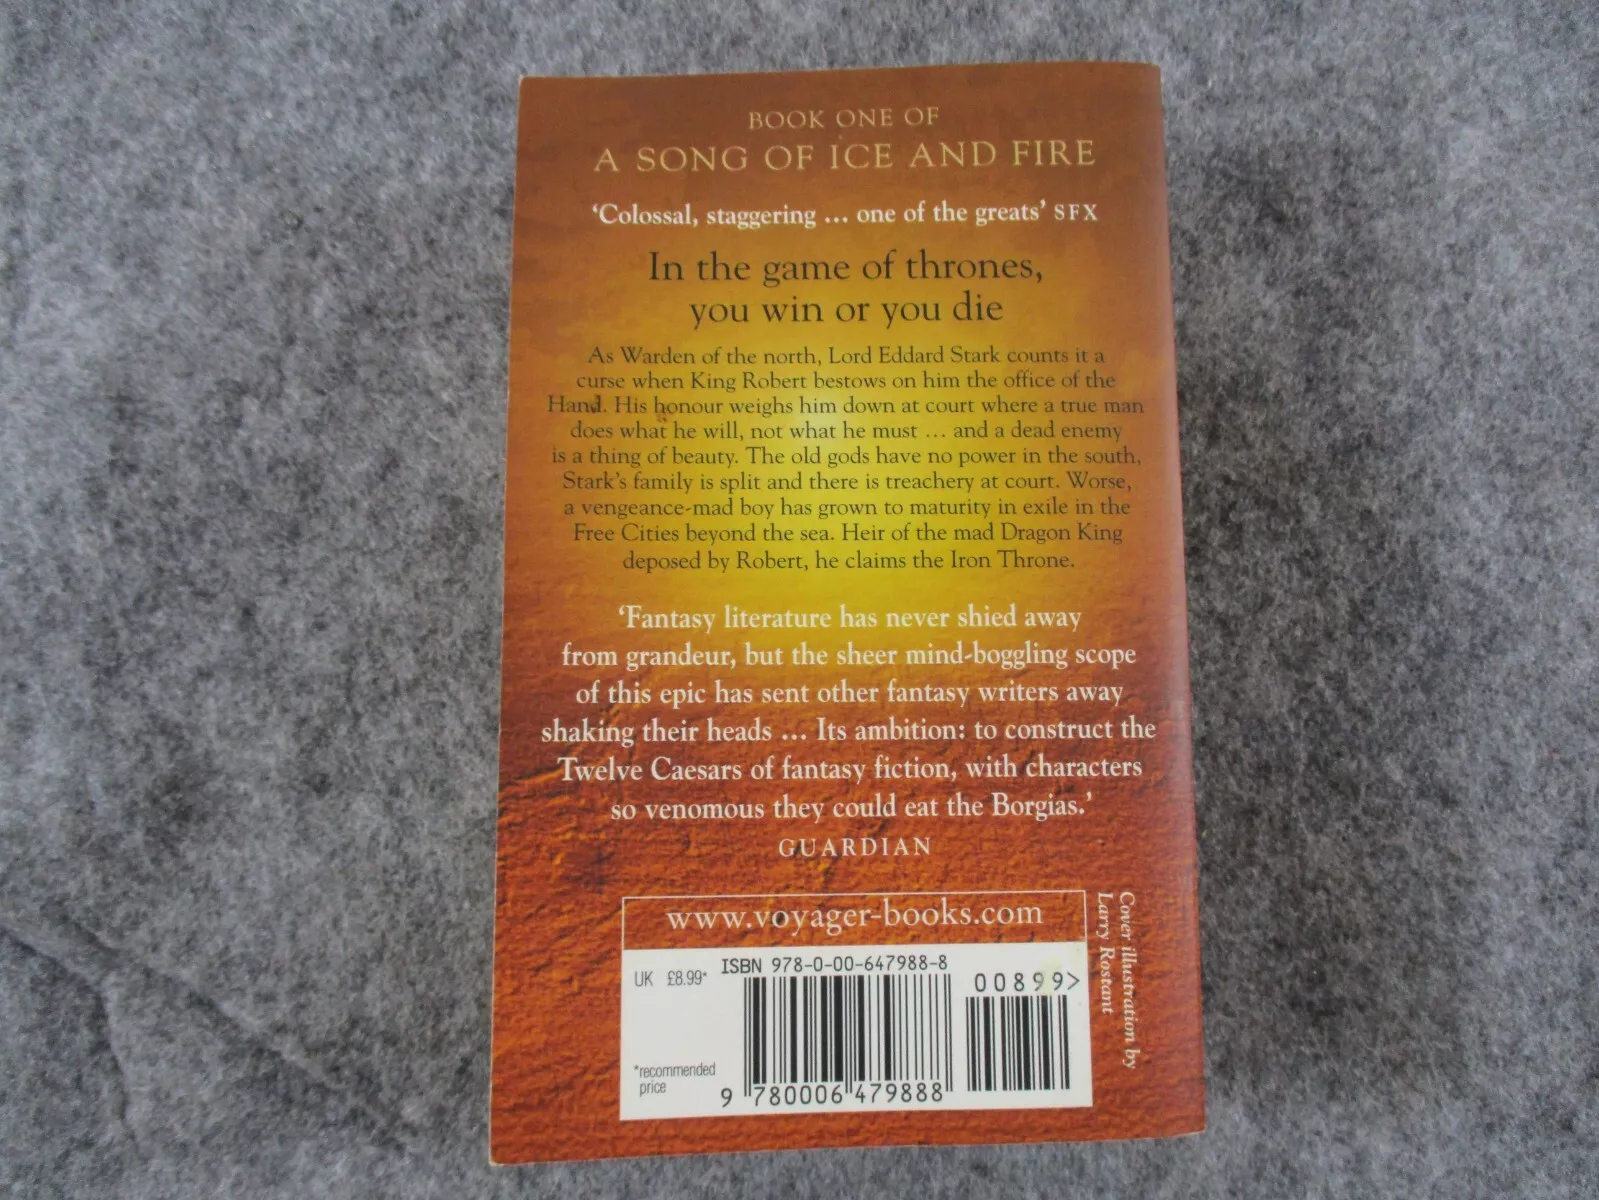 BOOK ONE OF
A SONG OF ICE AND FIRE
‘Colossal, staggering ... one of the greats’ SFX
In the game of thrones,
you win or you die
As Warden of the north, Lord Eddard Stark counts it a
curse when King Robert bestows on him the office of the
Hand. His honour weighs him down at court where a true man
does what he will, not what he must ... and a dead enemy
is a thing of beauty. The old gods have no power in the south,
Stark’s family is split and there is treachery at court. Worse,
a vengeance-mad boy has grown to maturity in exile in the
Free Cities beyond the sea. Heir of the mad Dragon King
deposed by Robert, he claims the Iron Throne.
‘Fantasy literature has never shied away
from grandeur, but the sheer mind-boggling scope
of this epic has sent other fantasy writers away
shaking their heads ... Its ambition: to construct the
Twelve Caesars of fantasy fiction, with characters
so venomous they could eat the Borgias.’
GUARDIAN
www.voyager-books.com
UK £8.99*
ISBN 978-0-00-647988-8
00899>
*recommended
price
9 780006 479888
Cover illustration by
Larry Rostant